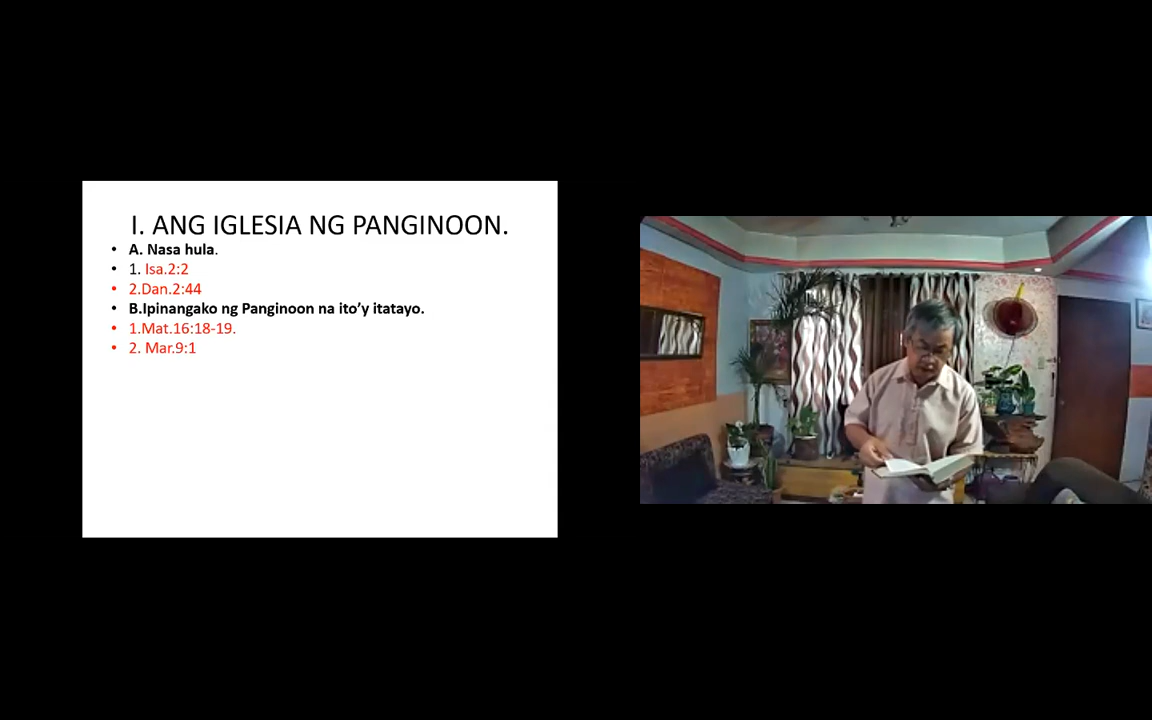 I. ANG IGLESIA NG PANGINOON.
• A. Nasa hula.
• 1. Isa.2:2
• 2.Dan.2:44
• B.Ipinangako ng Panginoon na ito’y itatayo.
• 1.Mat.16:18-19.
• 2. Mar.9:1